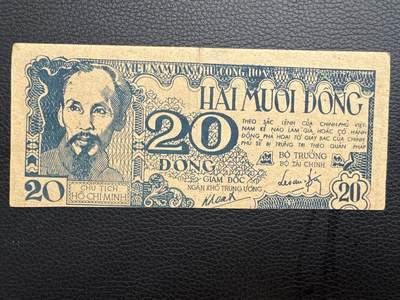 VIỆT-NAM DÂN-CHỦ CỘNG-HÒA
HAI MƯƠI ĐỒNG
20
ĐỒNG
THEO SẮC LỆNH CỦA CHÍNH-PHỦ VIỆT-
NAM KẺ NÀO LÀM GIẢ, HOẶC CÓ HÀNH
ĐỘNG PHÁ HOẠI TỜ GIẤY BẠC CỦA CHÍNH-
PHỦ SẼ BỊ TRỪNG TRỊ THEO QUÂN PHÁP
GIÁM ĐỐC
NGÂN KHỐ TRUNG ƯƠNG
BỘ TRƯỞNG
BỘ TÀI CHÍNH
20
CHỦ TỊCH
HỒ CHÍ MINH
20